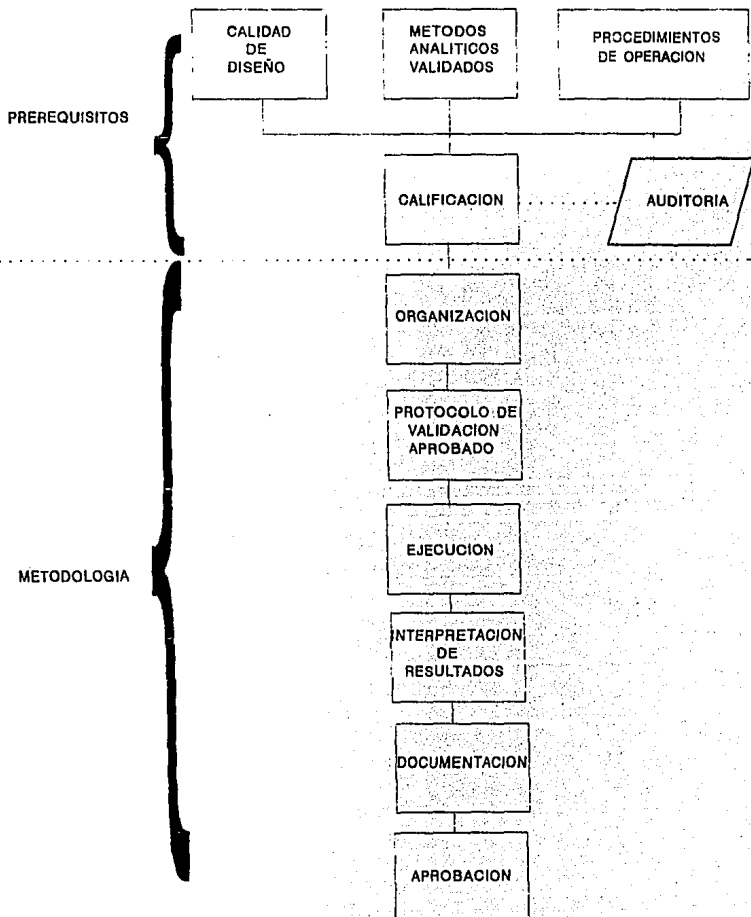 CALIDAD
DE
DISEÑO
METODOS
ANALITICOS
VALIDADOS
PROCEDIMIENTOS
DE OPERACION
PREREQUISITOS
CALIFICACION
AUDITORIA
ORGANIZACION
PROTOCOLO DE
VALIDACION
APROBADO
EJECUCION
METODOLOGIA
INTERPRETACION
DE
RESULTADOS
DOCUMENTACION
APROBACION